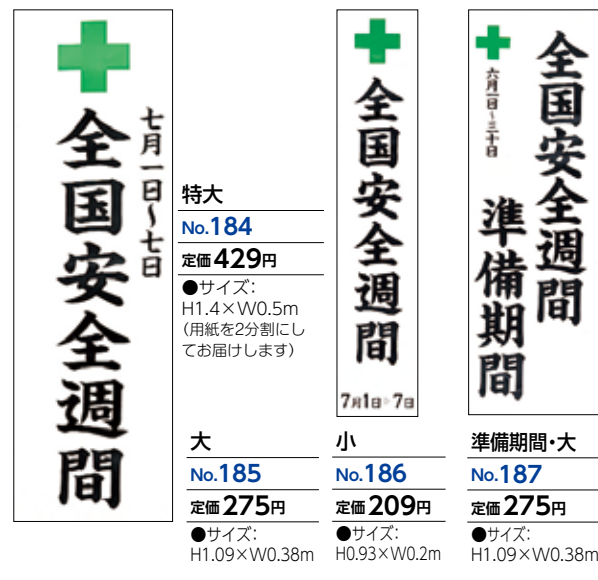 全国安全週間
七月一日～七日
特大
No.184
定価429円
●サイズ：
H1.4×W0.5m
(用紙を2分割にし
てお届けします)
大
No.185
定価275円
●サイズ：
H1.09×W0.38m
全国安全週間
7月1日▷7日
小
No.186
定価209円
●サイズ：
H0.93×W0.2m
全国安全週間
六月一日～三十日
準備期間
準備期間・大
No.187
定価275円
●サイズ：
H1.09×W0.38m